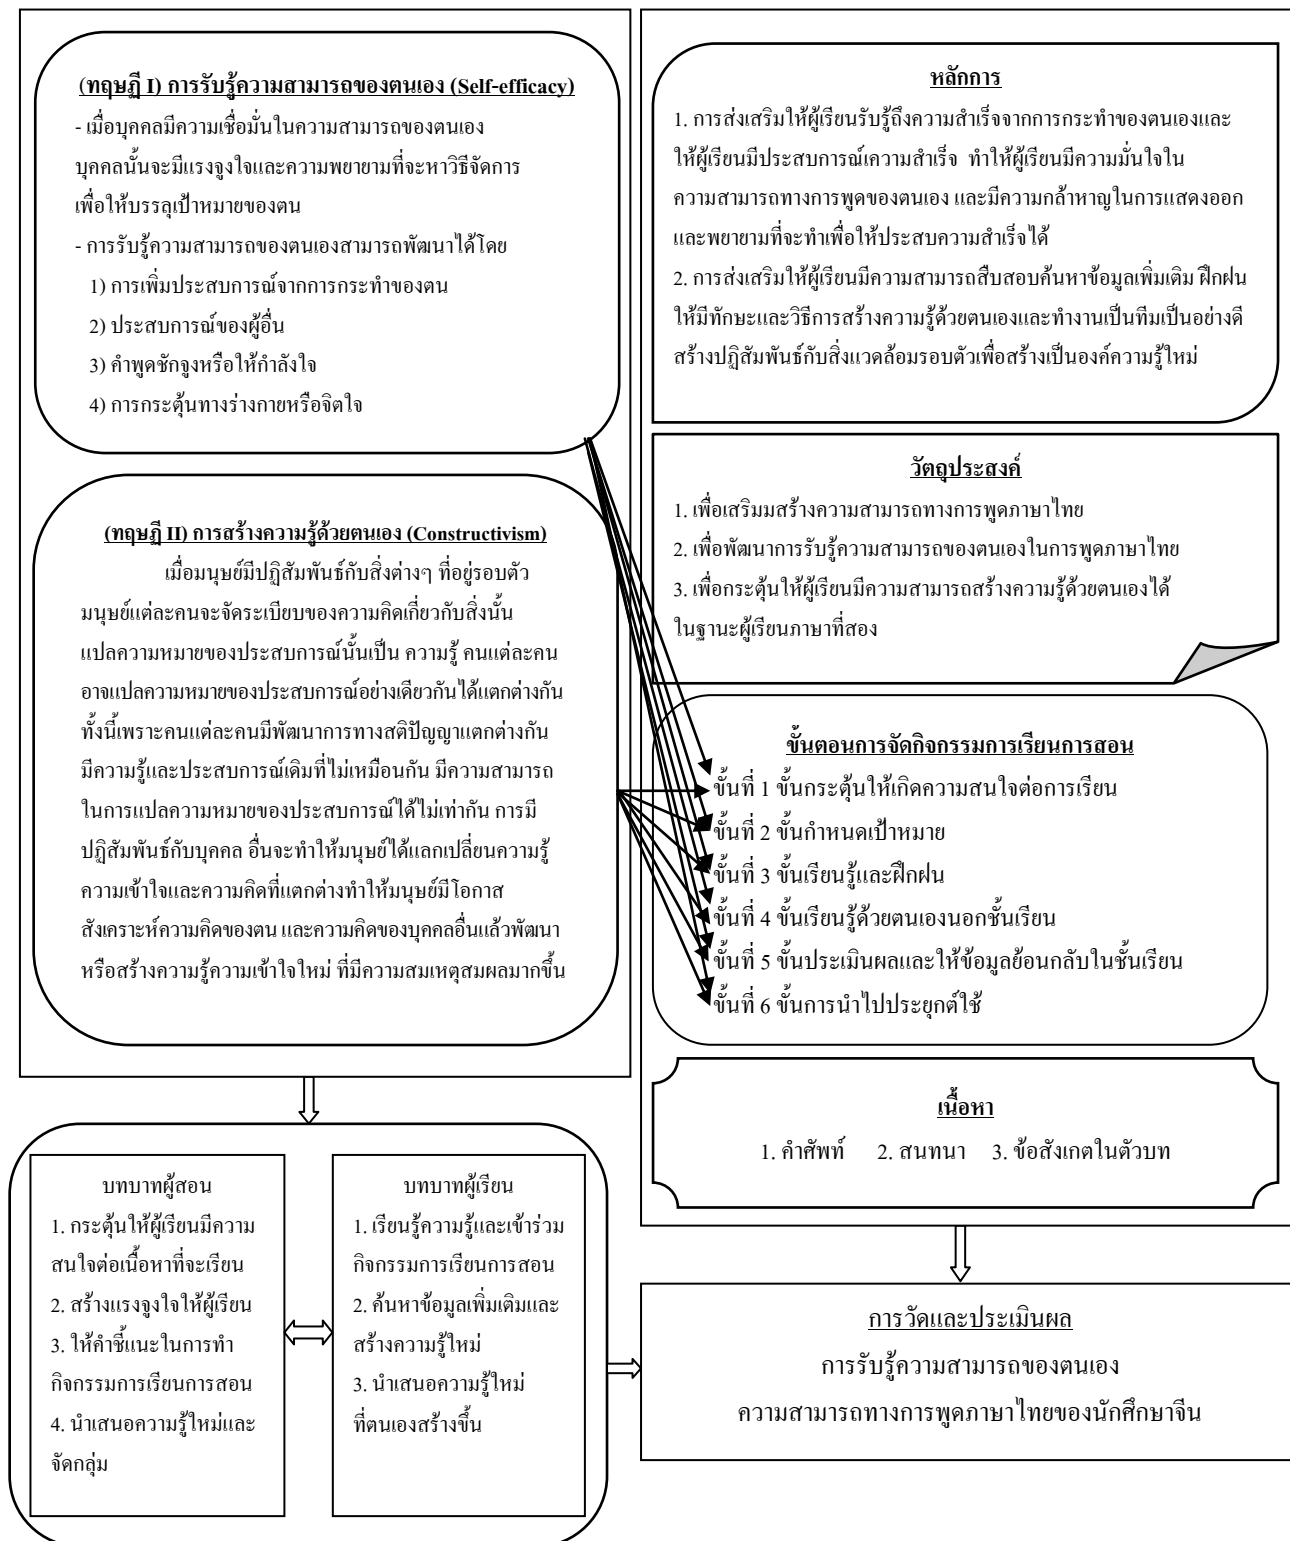 (ทฤษฎี I) การรับรู้ความสามารถของตนเอง (Self-efficacy)
- เมื่อบุคคลมีความเชื่อมั่นในความสามารถของตนเอง
บุคคลนั้นจะมีแรงจูงใจและความพยายามที่จะหาวิธีจัดการ
เพื่อให้บรรลุเป้าหมายของตน
- การรับรู้ความสามารถของตนเองสามารถพัฒนาได้โดย
1) การเพิ่มประสบการณ์จากการกระทำของตน
2) ประสบการณ์ของผู้อื่น
3) คำพูดชักจูงหรือให้กำลังใจ
4) การกระตุ้นทางร่างกายหรือจิตใจ
(ทฤษฎี II) การสร้างความรู้ด้วยตนเอง (Constructivism)
เมื่อมนุษย์มีปฏิสัมพันธ์กับสิ่งต่างๆ ที่อยู่รอบตัว
มนุษย์แต่ละคนจะจัดระเบียบของความคิดเกี่ยวกับสิ่งนั้น
แปลความหมายของประสบการณ์นั้นเป็น ความรู้ คนแต่ละคน
อาจแปลความหมายของประสบการณ์อย่างเดียวกันได้แตกต่างกัน
ทั้งนี้เพราะคนแต่ละคนมีพัฒนาการทางสติปัญญาแตกต่างกัน
มีความรู้และประสบการณ์เดิมที่ไม่เหมือนกัน มีความสามารถ
ในการแปลความหมายของประสบการณ์ได้ไม่เท่ากัน การมี
ปฏิสัมพันธ์กับบุคคล อื่นจะทำให้มนุษย์ได้แลกเปลี่ยนความรู้
ความเข้าใจและความคิดที่แตกต่างทำให้มนุษย์มีโอกาส
สังเคราะห์ความคิดของตน และความคิดของบุคคลอื่นแล้วพัฒนา
หรือสร้างความรู้ความเข้าใจใหม่ ที่มีความสมเหตุสมผลมากขึ้น
หลักการ
1. การส่งเสริมให้ผู้เรียนรับรู้ถึงความสำเร็จจากการกระทำของตนเองและ
ให้ผู้เรียนมีประสบการณ์เความสำเร็จ ทำให้ผู้เรียนมีความมั่นใจใน
ความสามารถทางการพูดของตนเอง และมีความกล้าหาญในการแสดงออก
และพยายามที่จะทำเพื่อให้ประสบความสำเร็จได้
2. การส่งเสริมให้ผู้เรียนมีความสามารถสืบสอบค้นหาข้อมูลเพิ่มเติม ฝึกฝน
ให้มีทักษะและวิธีการสร้างความรู้ด้วยตนเองและทำงานเป็นทีมเป็นอย่างดี
สร้างปฏิสัมพันธ์กับสิ่งแวดล้อมรอบตัวเพื่อสร้างเป็นองค์ความรู้ใหม่
วัตถุประสงค์
1. เพื่อเสริมมสร้างความสามารถทางการพูดภาษาไทย
2. เพื่อพัฒนาการรับรู้ความสามารถของตนเองในการพูดภาษาไทย
3. เพื่อกระตุ้นให้ผู้เรียนมีความสามารถสร้างความรู้ด้วยตนเองได้
ในฐานะผู้เรียนภาษาที่สอง
ขั้นตอนการจัดกิจกรรมการเรียนการสอน
ขั้นที่ 1 ขั้นกระตุ้นให้เกิดความสนใจต่อการเรียน
ขั้นที่ 2 ขั้นกำหนดเป้าหมาย
ขั้นที่ 3 ขั้นเรียนรู้และฝึกฝน
ขั้นที่ 4 ขั้นเรียนรู้ด้วยตนเองนอกชั้นเรียน
ขั้นที่ 5 ขั้นประเมินผลและให้ข้อมูลย้อนกลับในชั้นเรียน
ขั้นที่ 6 ขั้นการนำไปประยุกต์ใช้
เนื้อหา
1. คำศัพท์ 2. สนทนา 3. ข้อสังเกตในตัวบท
บทบาทผู้สอน
1. กระตุ้นให้ผู้เรียนมีความ
สนใจต่อเนื้อหาที่จะเรียน
2. สร้างแรงจูงใจให้ผู้เรียน
3. ให้คำชี้แนะในการทำ
กิจกรรมการเรียนการสอน
4. นำเสนอความรู้ใหม่และ
จัดกลุ่ม
บทบาทผู้เรียน
1. เรียนรู้ความรู้และเข้าร่วม
กิจกรรมการเรียนการสอน
2. ค้นหาข้อมูลเพิ่มเติมและ
สร้างความรู้ใหม่
3. นำเสนอความรู้ใหม่
ที่ตนเองสร้างขึ้น
การวัดและประเมินผล
การรับรู้ความสามารถของตนเอง
ความสามารถทางการพูดภาษาไทยของนักศึกษาจีน